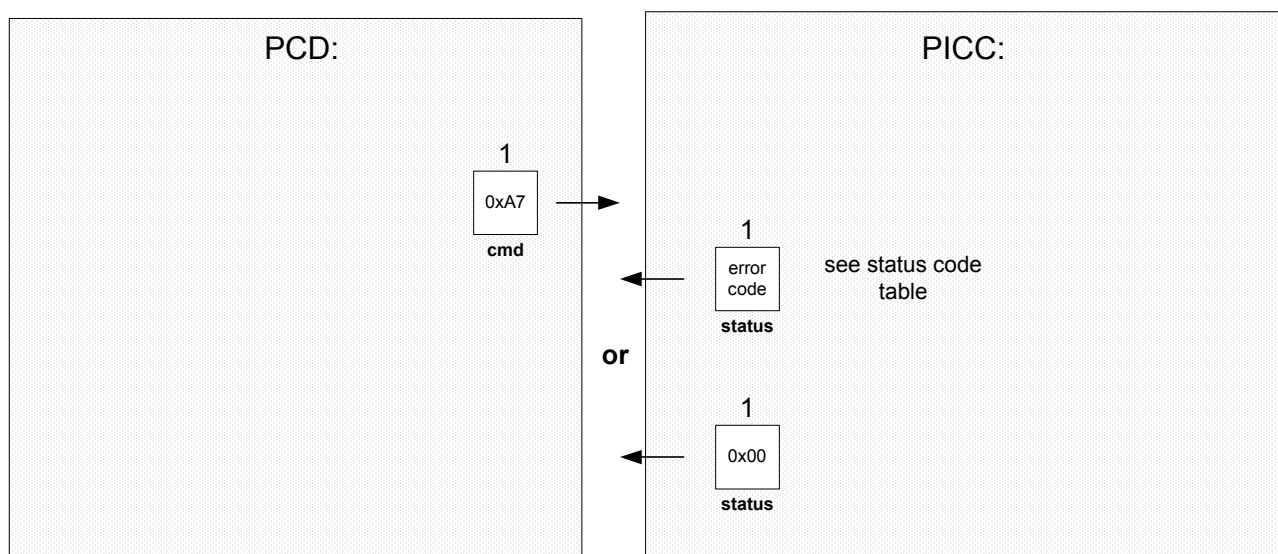 PCD:
PICC:
1
0xA7
cmd
1
error
code
status
see status code
table
or
1
0x00
status